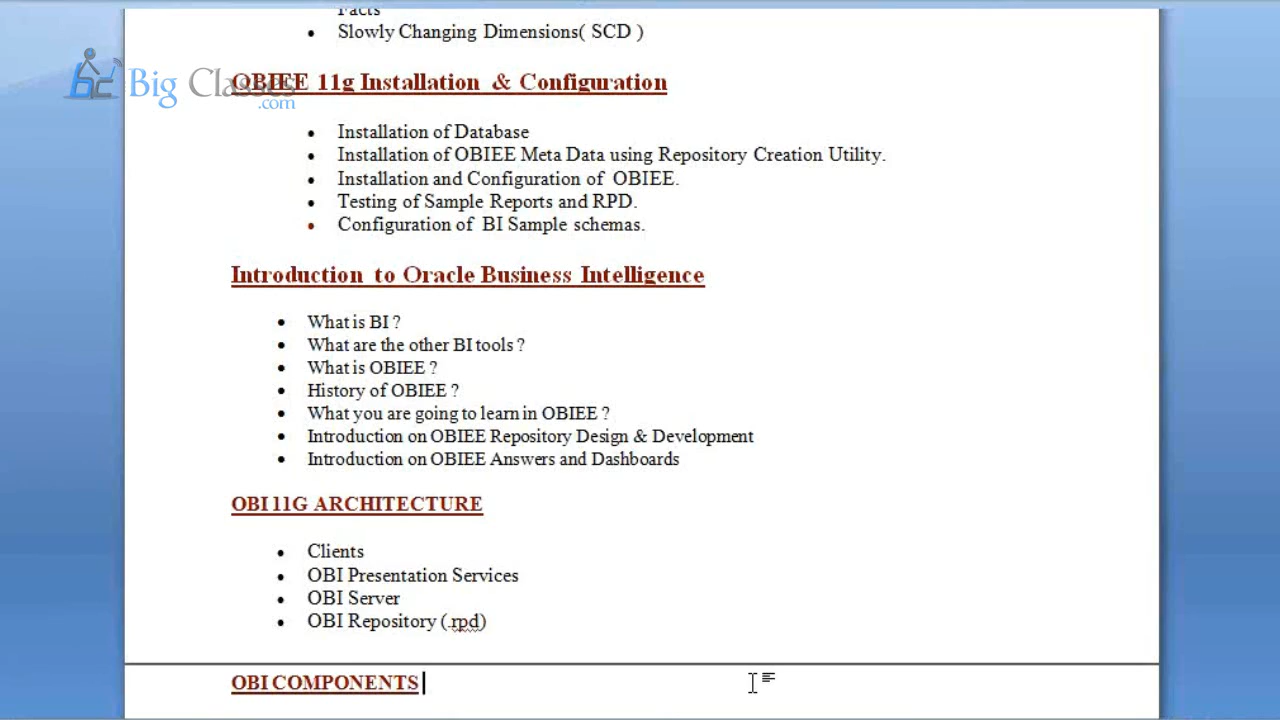 Facts
Slowly Changing Dimensions( SCD )
Big Classes
.com
OBIEE 11g Installation & Configuration
Installation of Database
Installation of OBIEE Meta Data using Repository Creation Utility.
Installation and Configuration of OBIEE.
Testing of Sample Reports and RPD.
Configuration of BI Sample schemas.
Introduction to Oracle Business Intelligence
What is BI ?
What are the other BI tools ?
What is OBIEE ?
History of OBIEE ?
What you are going to learn in OBIEE ?
Introduction on OBIEE Repository Design & Development
Introduction on OBIEE Answers and Dashboards
OBI 11G ARCHITECTURE
Clients
OBI Presentation Services
OBI Server
OBI Repository (.rpd)
OBI COMPONENTS